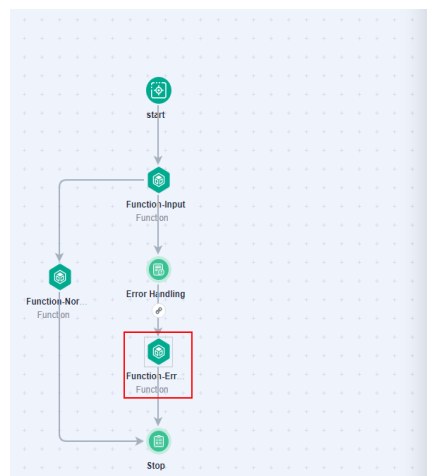 start
Function-Input
Function
Error Handling
Function-Nor...
Function
Function-Err...
Function
Stop